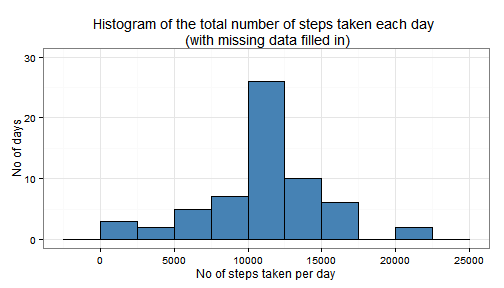 Histogram of the total number of steps taken each day
(with missing data filled in)
30
20
10
0
No of days
0 5000 10000 15000 20000 25000
No of steps taken per day